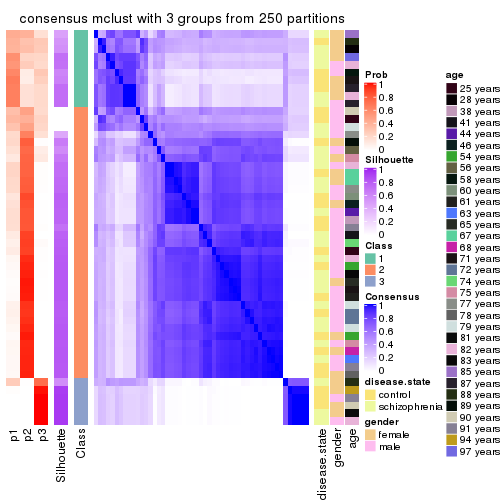 consensus mclust with 3 groups from 250 partitions
p1
p2
p3
Silhouette
Class
disease.state
gender
age
Prob
1
0.8
0.6
0.4
0.2
0
Silhouette
1
0.8
0.6
0.4
0.2
0
Class
1
2
3
Consensus
1
0.8
0.6
0.4
0.2
0
disease.state
control
schizophrenia
gender
female
male
age
25 years
28 years
38 years
41 years
44 years
46 years
54 years
56 years
58 years
60 years
61 years
63 years
65 years
67 years
68 years
71 years
72 years
74 years
75 years
77 years
78 years
79 years
81 years
82 years
83 years
85 years
87 years
88 years
89 years
90 years
91 years
94 years
97 years